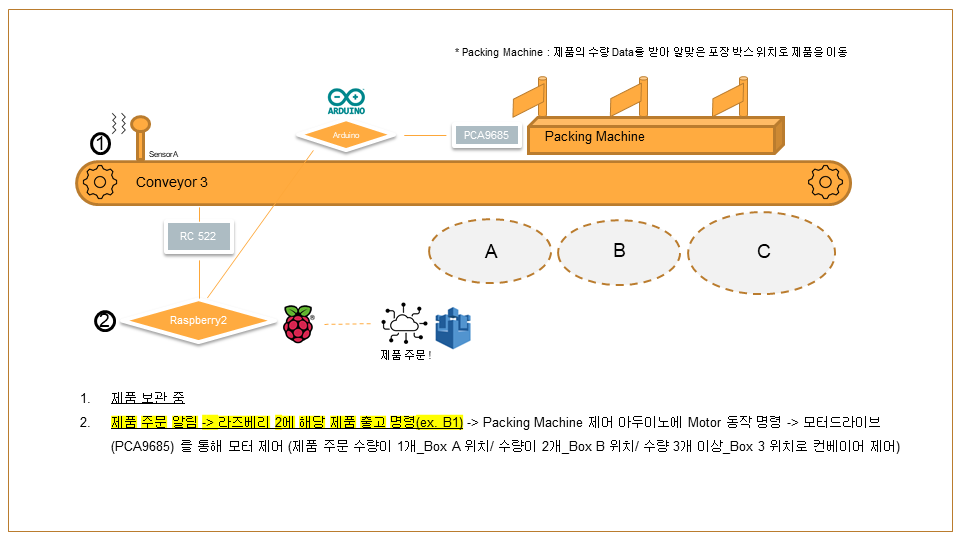 * Packing Machine : 제품의 수량 Data을 받아 알맞은 포장 박스 위치로 제품을 이동
ARDUINO
Arduino
PCA9685
Packing Machine
1
Sensor A
Conveyor 3
RC 522
A
B
C
2
Raspberry2
제품 주문 !
1. 제품 보관 중
2. 제품 주문 알림 -> 라즈베리 2에 해당 제품 출고 명령(ex. B1) -> Packing Machine 제어 아두이노에 Motor 동작 명령 -> 모터드라이브
(PCA9685) 를 통해 모터 제어 (제품 주문 수량이 1개_Box A 위치/ 수량이 2개_Box B 위치/ 수량 3개 이상_Box 3 위치로 컨베이어 제어)